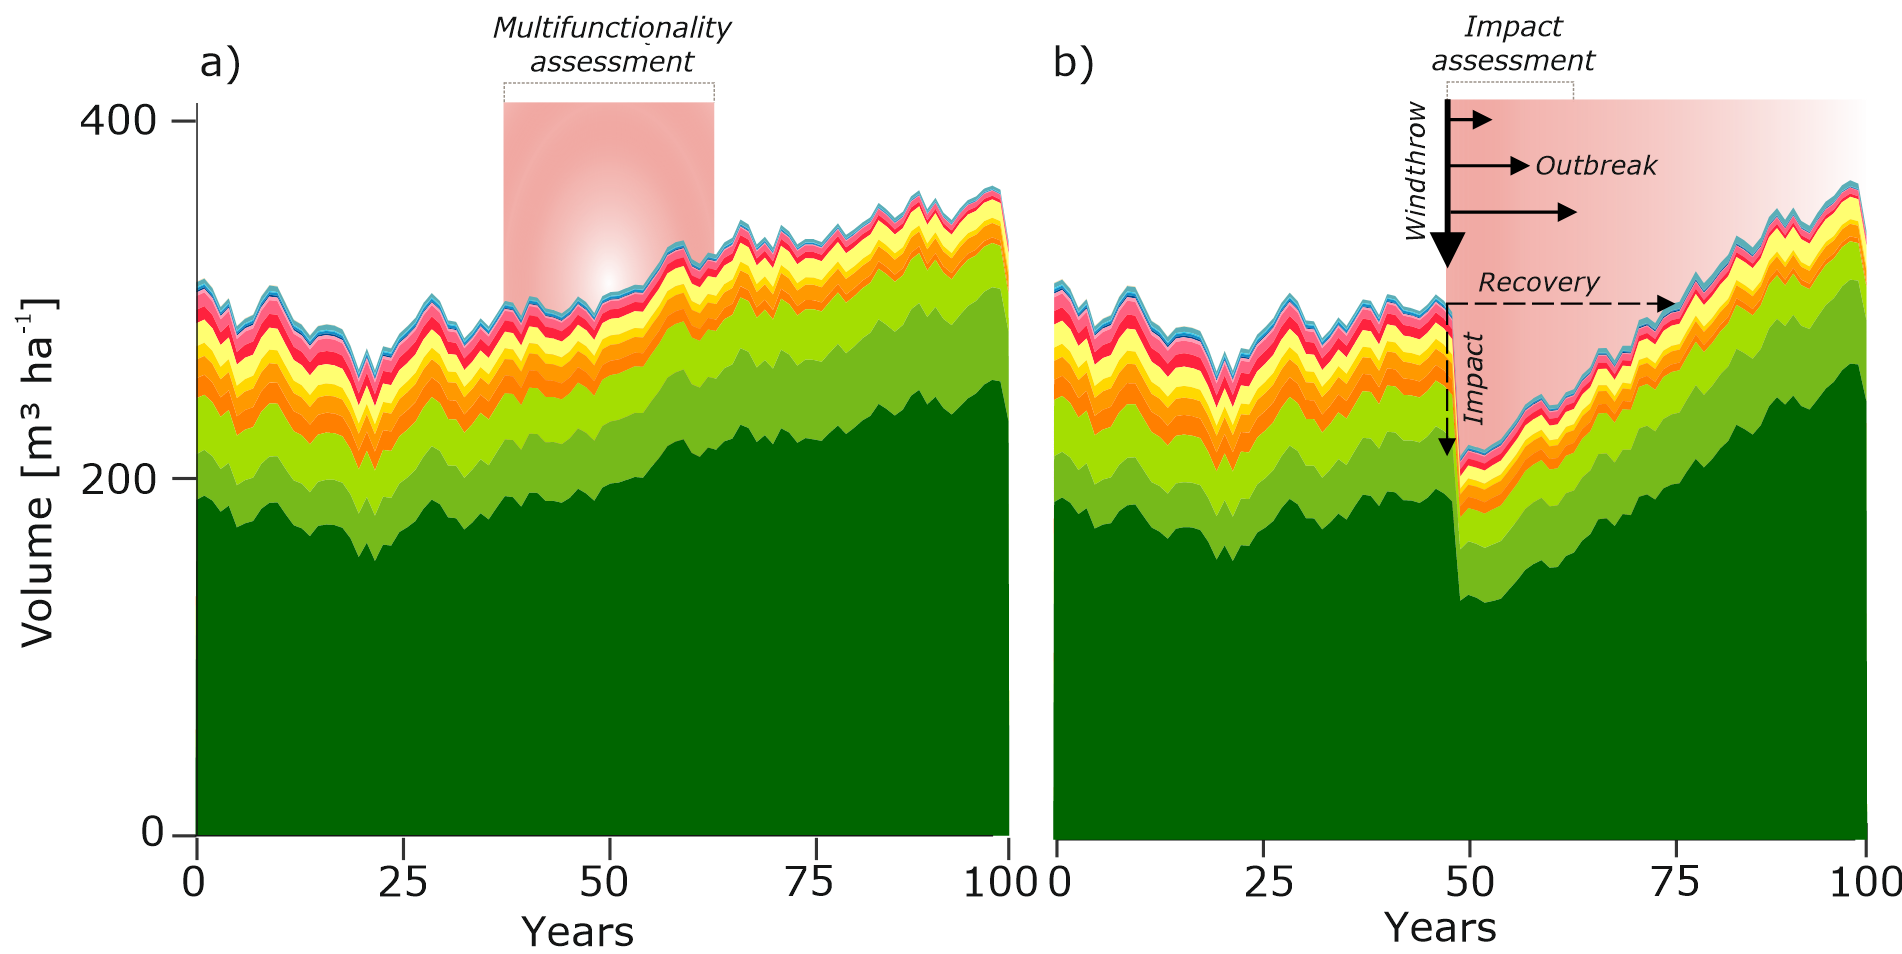 a)
Multifunctionality
assessment
400
200
0
Volume [m³ ha⁻¹]
0 25 50 75 100
Years
b)
Impact
assessment
Windthrow
Outbreak
Recovery
Impact
0 25 50 75 100
Years